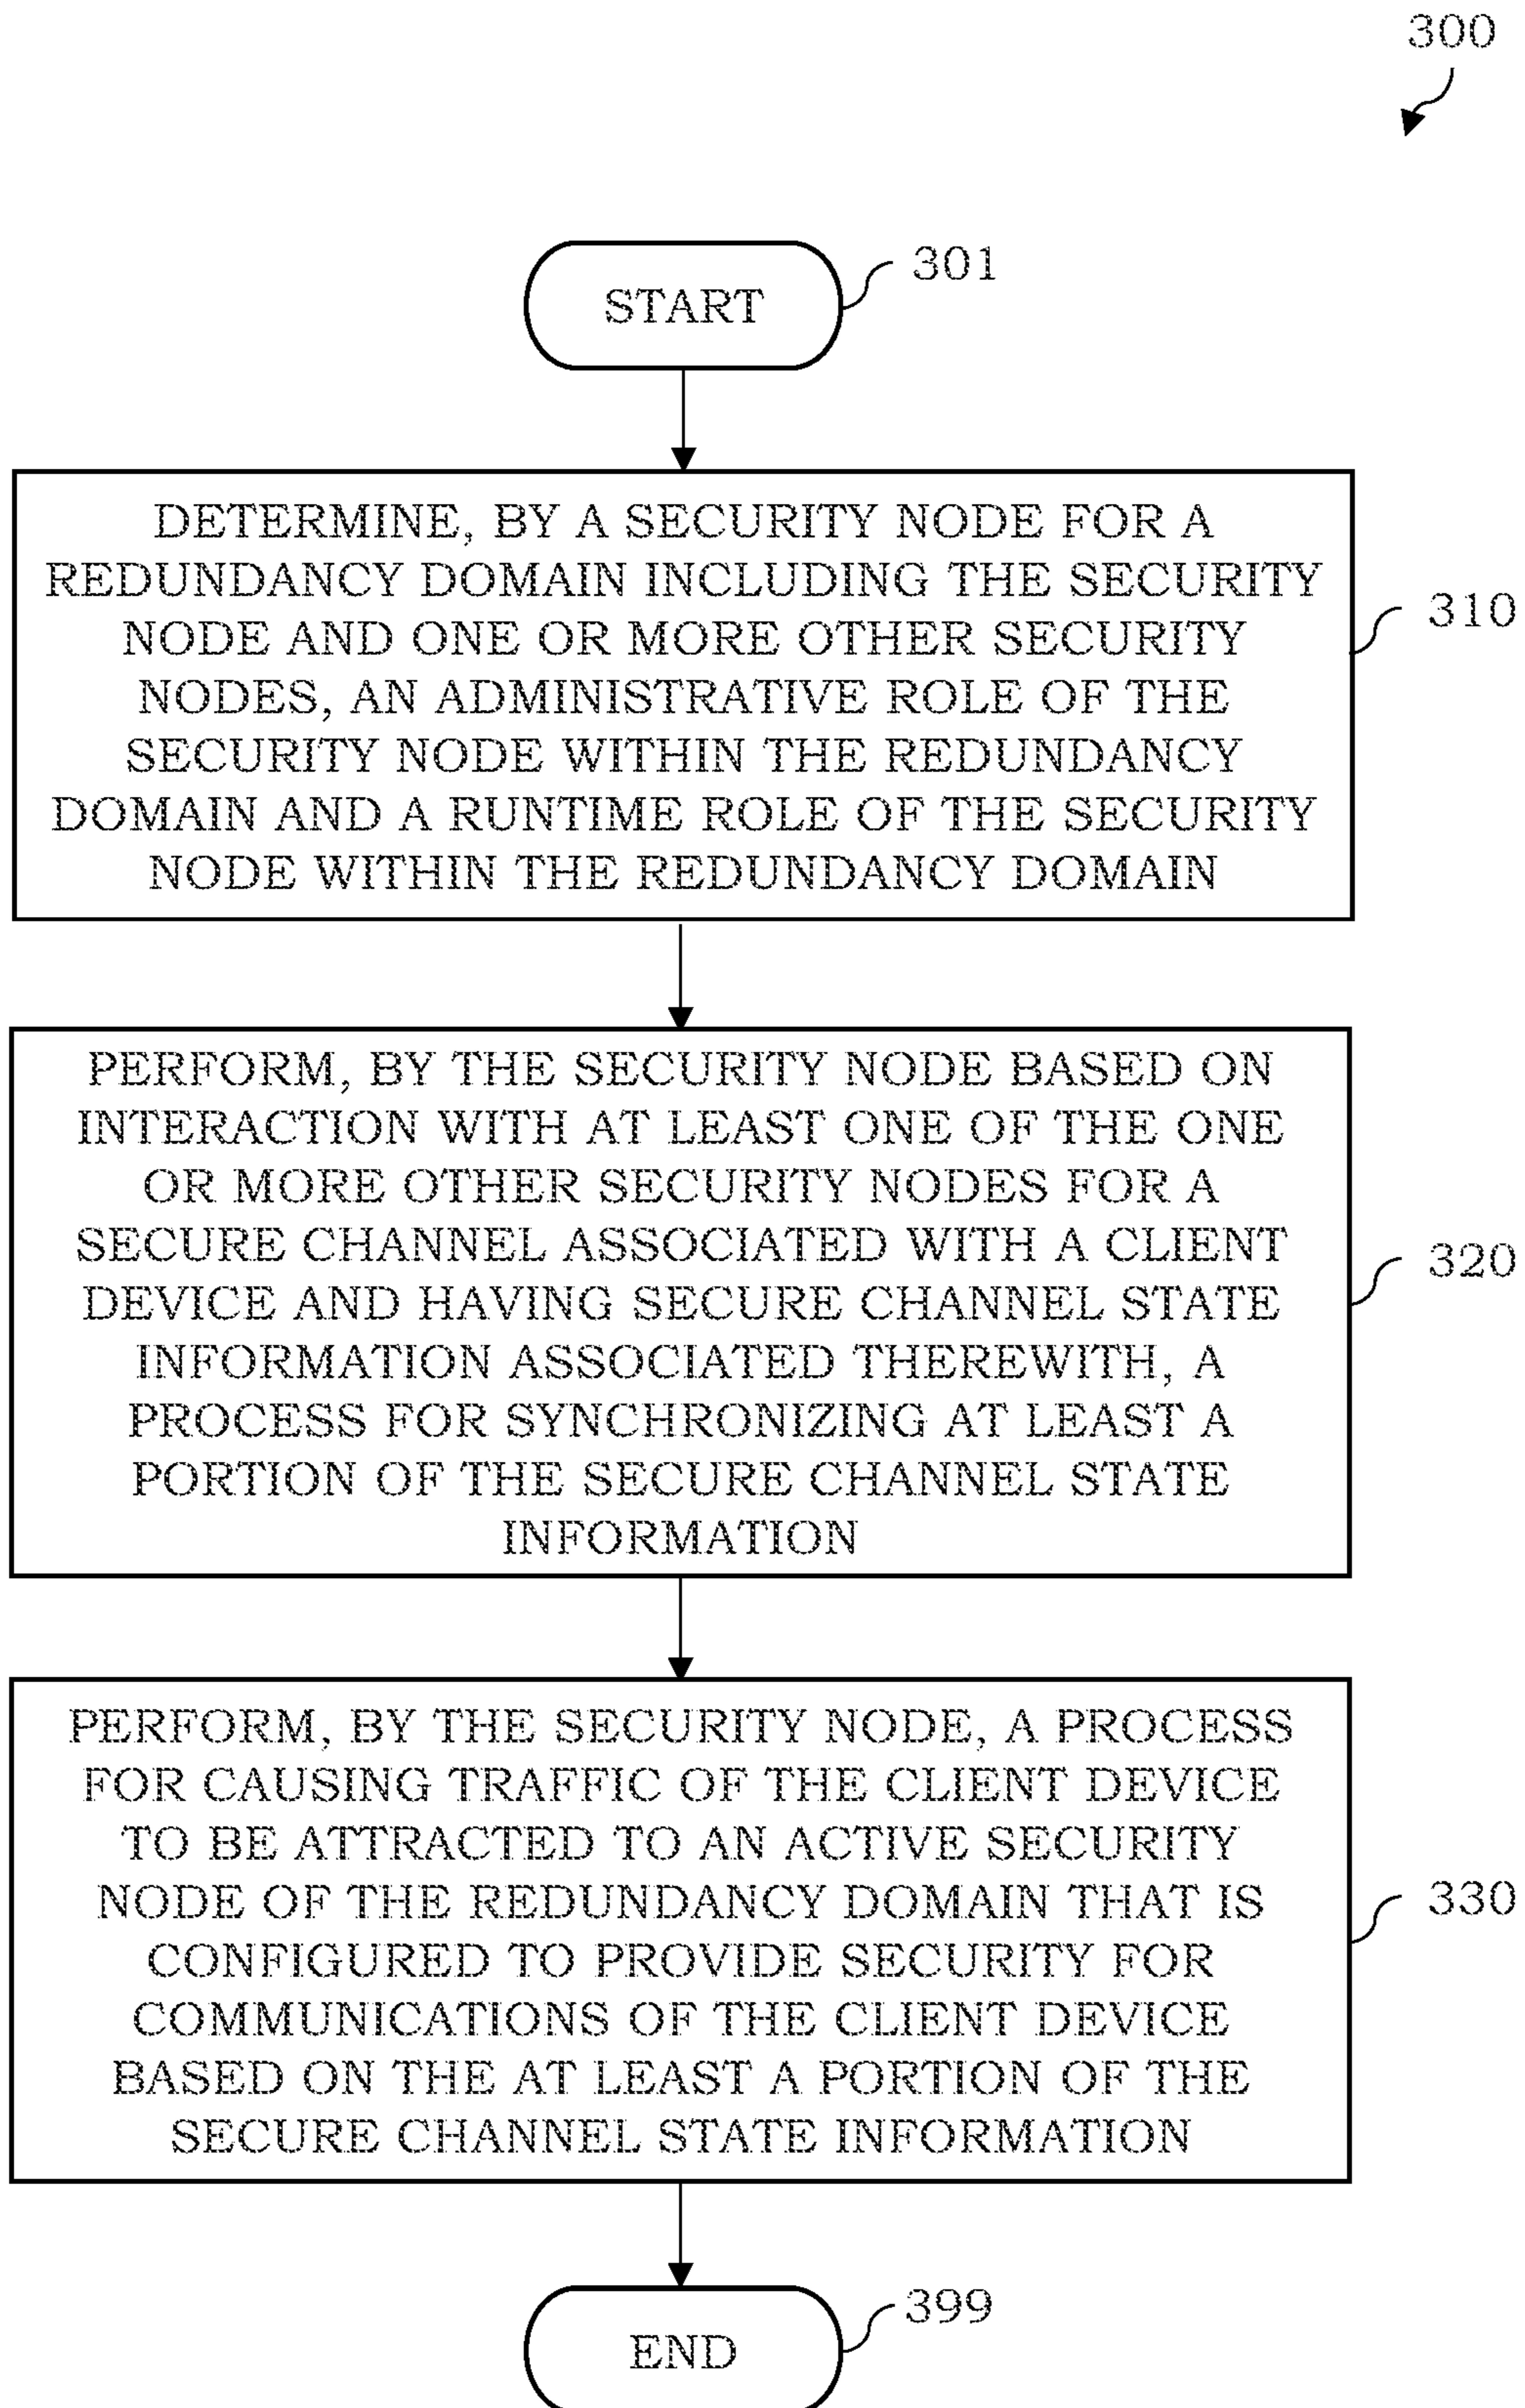 300
START
301
DETERMINE, BY A SECURITY NODE FOR A
REDUNDANCY DOMAIN INCLUDING THE SECURITY
NODE AND ONE OR MORE OTHER SECURITY
NODES, AN ADMINISTRATIVE ROLE OF THE
SECURITY NODE WITHIN THE REDUNDANCY
DOMAIN AND A RUNTIME ROLE OF THE SECURITY
NODE WITHIN THE REDUNDANCY DOMAIN
310
PERFORM, BY THE SECURITY NODE BASED ON
INTERACTION WITH AT LEAST ONE OF THE ONE
OR MORE OTHER SECURITY NODES FOR A
SECURE CHANNEL ASSOCIATED WITH A CLIENT
DEVICE AND HAVING SECURE CHANNEL STATE
INFORMATION ASSOCIATED THEREWITH, A
PROCESS FOR SYNCHRONIZING AT LEAST A
PORTION OF THE SECURE CHANNEL STATE
INFORMATION
320
PERFORM, BY THE SECURITY NODE, A PROCESS
FOR CAUSING TRAFFIC OF THE CLIENT DEVICE
TO BE ATTRACTED TO AN ACTIVE SECURITY
NODE OF THE REDUNDANCY DOMAIN THAT IS
CONFIGURED TO PROVIDE SECURITY FOR
COMMUNICATIONS OF THE CLIENT DEVICE
BASED ON THE AT LEAST A PORTION OF THE
SECURE CHANNEL STATE INFORMATION
330
END
399